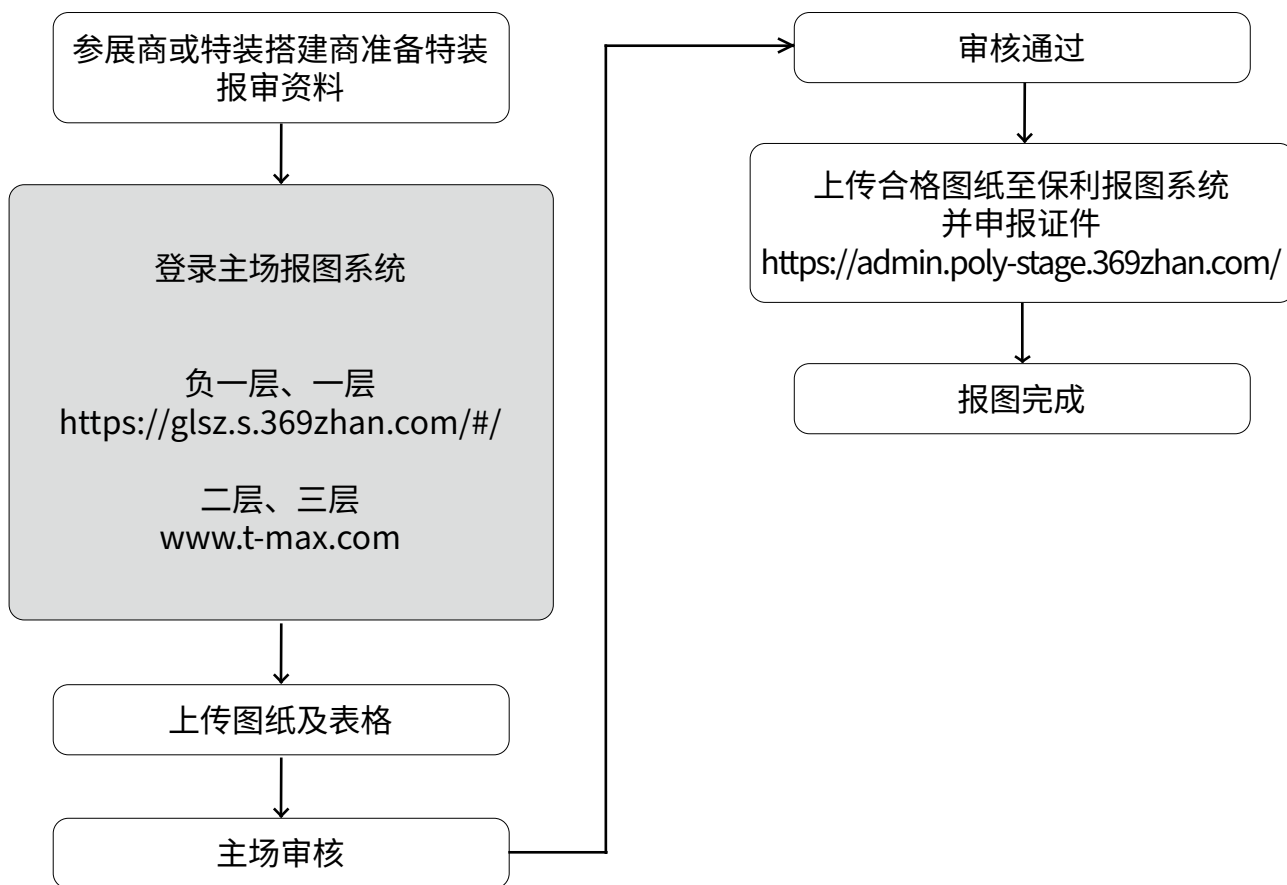 参展商或特装搭建商准备特装
报审资料
登录主场报图系统
负一层、一层
https://glsz.s.369zhan.com/#/
二层、三层
www.t-max.com
上传图纸及表格
主场审核
审核通过
上传合格图纸至保利报图系统
并申报证件
https://admin.poly-stage.369zhan.com/
报图完成